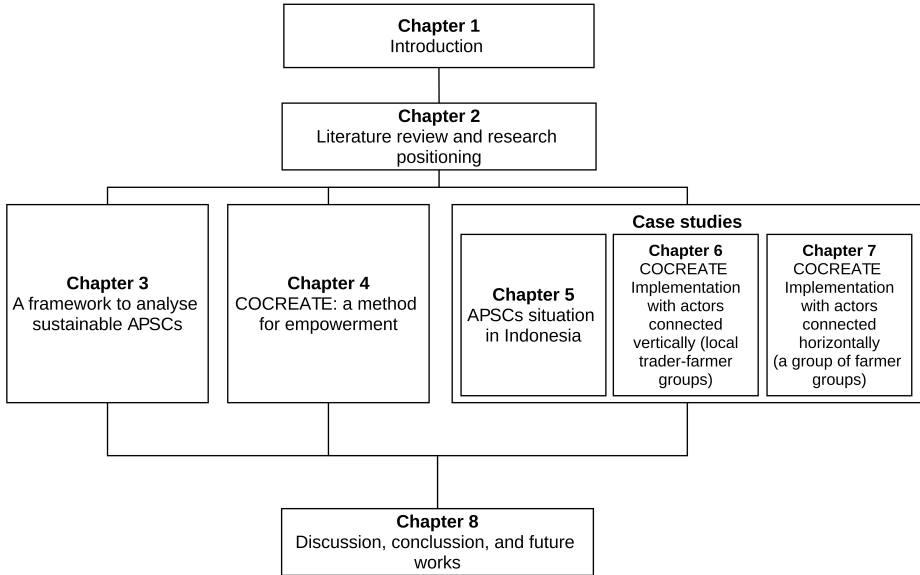 Chapter 1
Introduction
Chapter 2
Literature review and research
positioning
Chapter 3
A framework to analyse
sustainable APSCs
Chapter 4
COCREATE: a method
for empowerment
Case studies
Chapter 5
APSCs situation
in Indonesia
Chapter 6
COCREATE
Implementation
with actors
connected
vertically (local
trader-farmer
groups)
Chapter 7
COCREATE
Implementation
with actors
connected
horizontally
(a group of farmer
groups)
Chapter 8
Discussion, conclussion, and future
works